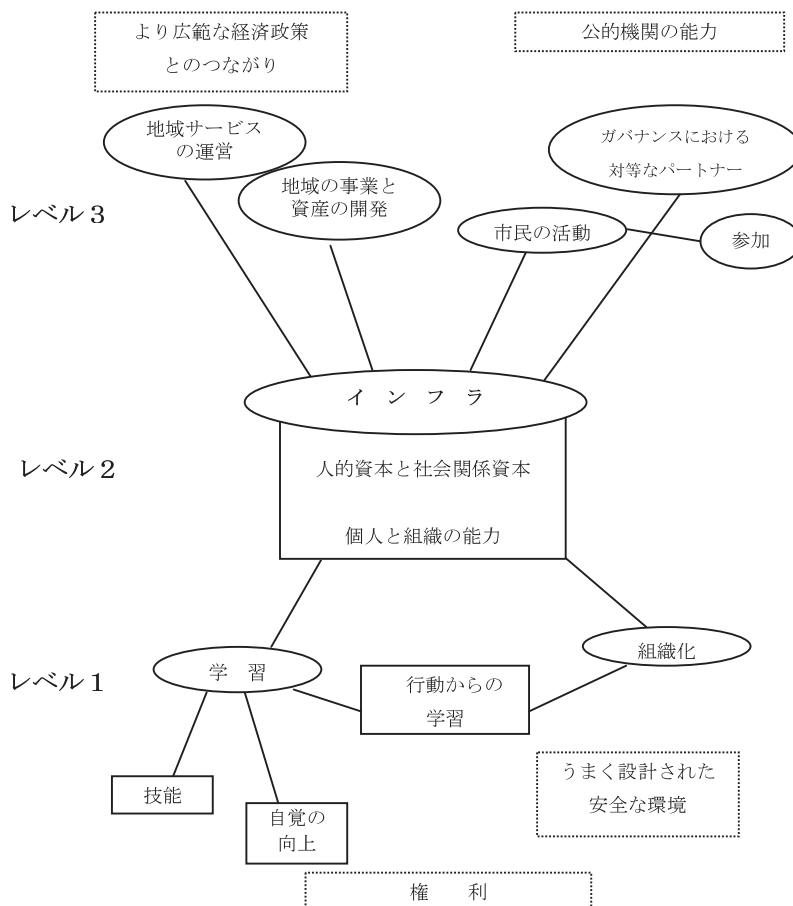 より広範な経済政策
とのつながり
公的機関の能力
地域サービス
の運営
ガバナンスにおける
対等なパートナー
地域の事業と
資産の開発
レベル3
市民の活動
参加
インフラ
レベル2
人的資本と社会関係資本
個人と組織の能力
学 習
組織化
レベル1
行動からの
学習
うまく設計された
安全な環境
技能
自覚の
向上
権 利